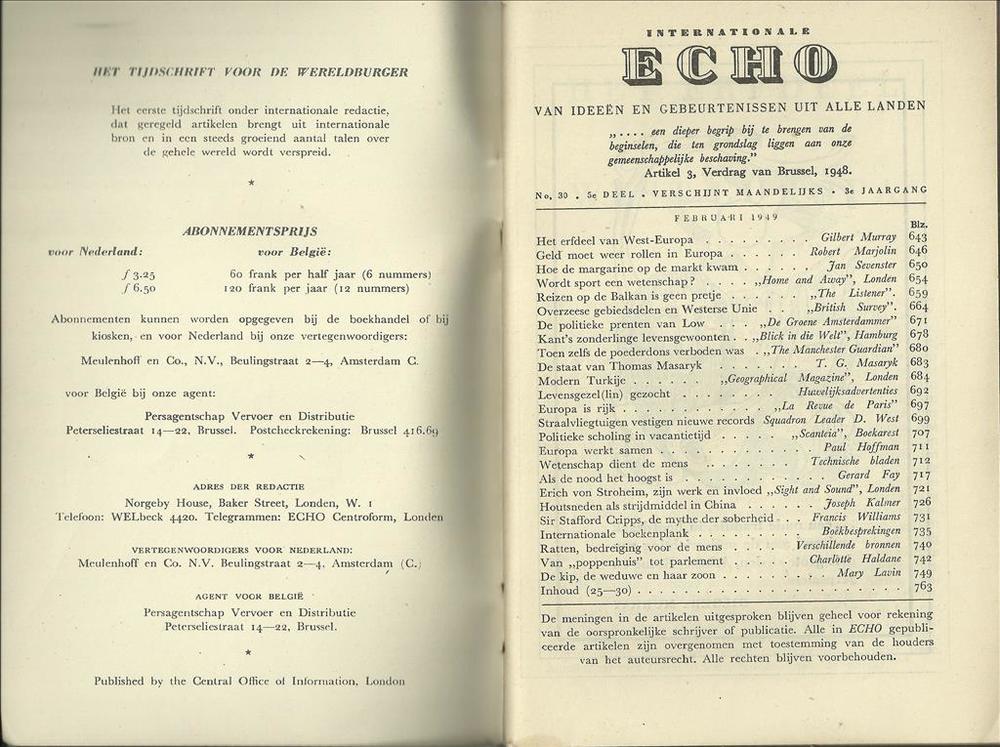 HET TIJDSCHRIFT VOOR DE WERELDBURGER
Het eerste tijdschrift onder internationale redactie,
dat geregeld artikelen brengt uit internationale
bron en in een steeds groeiend aantal talen over
de gehele wereld wordt verspreid.
*
ABONNEMENTSPRIJS
voor Nederland: voor België:
ƒ 3.25 60 frank per half jaar (6 nummers)
ƒ 6.50 120 frank per jaar (12 nummers)
Abonnementen kunnen worden opgegeven bij de boekhandel of bij
kiosken, en voor Nederland bij onze vertegenwoordigers:
Meulenhoff en Co., N.V., Beulingstraat 2—4, Amsterdam C.
voor België bij onze agent:
Persagentschap Vervoer en Distributie
Peterseliestraat 14—22, Brussel. Postcheckrekening: Brussel 416.69
*
ADRES DER REDACTIE
Norgeby House, Baker Street, London, W. 1
Telefoon: WELbeck 4420. Telegrammen: ECHO Centroform, London
VERTEGENWOORDIGERS VOOR NEDERLAND:
Meulenhoff en Co. N.V. Beulingstraat 2—4, Amsterdam (C.)
AGENT VOOR BELGIË
Persagentschap Vervoer en Distributie
Peterseliestraat 14—22, Brussel.
*
Published by the Central Office of Information, London
INTERNATIONALE
ECHO
VAN IDEEËN EN GEBEURTENISSEN UIT ALLE LANDEN
„.... een dieper begrip bij te brengen van de
beginselen, die ten grondslag liggen aan onze
gemeenschappelijke beschaving.”
Artikel 3, Verdrag van Brussel, 1948.
No. 30 . 5e DEEL . VERSCHIJNT MAANDELIJKS . 3e JAARGANG
FEBRUARI 1949
Blz.
Het erfdeel van West-Europa . . . . . . . . . Gilbert Murray 643
Geld moet weer rollen in Europa . . . . . . Robert Marjolin 646
Hoe de margarine op de markt kwam . . . . . . Jan Sevenster 650
Wordt sport een wetenschap? . . . . „Home and Away”, Londen 654
Reizen op de Balkan is geen pretje . . . . . . . „The Listener”. 659
Overzeese gebiedsdelen en Westerse Unie . . . „British Survey”. 664
De politieke prenten van Low . . . „De Groene Amsterdammer” 671
Kant's zonderlinge levensgewoonten . . „Blick in die Welt”, Hamburg 678
Toen zelfs de poederdons verboden was . „The Manchester Guardian” 680
De staat van Thomas Masaryk . . . . . . . T. G. Masaryk 683
Modern Turkije . . . . . . „Geographical Magazine”, Londen 684
Levensgezel(lin) gezocht . . . . . . . . Huwelijksadvertenties 692
Europa is rijk . . . . . . . . . . . „La Revue de Paris” 697
Straalvliegtuigen vestigen nieuwe records Squadron Leader D. West 699
Politieke scholing in vacantietijd . . . . . „Scanteia”, Boekarest 707
Europa werkt samen . . . . . . . . . . . . Paul Hoffman 711
Wetenschap dient de mens . . . . . . . Technische bladen 712
Als de nood het hoogst is . . . . . . . . . . . Gerard Fay 717
Erich von Stroheim, zijn werk en invloed „Sight and Sound”, Londen 721
Houtsneden als strijdmiddel in China . . . . . Joseph Kalmer 726
Sir Stafford Cripps, de mythe der soberheid . . Francis Williams 731
Internationale boekenplank . . . . . . . . Boekbesprekingen 735
Ratten, bedreiging voor de mens . . . . . Verschillende bronnen 740
Van „poppenhuis” tot parlement . . . . . . Charlotte Haldane 742
De kip, de weduwe en haar zoon . . . . . . . . Mary Lavin 749
Inhoud (25—30) . . . . . . . . . . . . . . . . . . . . 763
De meningen in de artikelen uitgesproken blijven geheel voor rekening
van de oorspronkelijke schrijver of publicatie. Alle in ECHO gepubli-
ceerde artikelen zijn overgenomen met toestemming van de houders
van het auteursrecht. Alle rechten blijven voorbehouden.